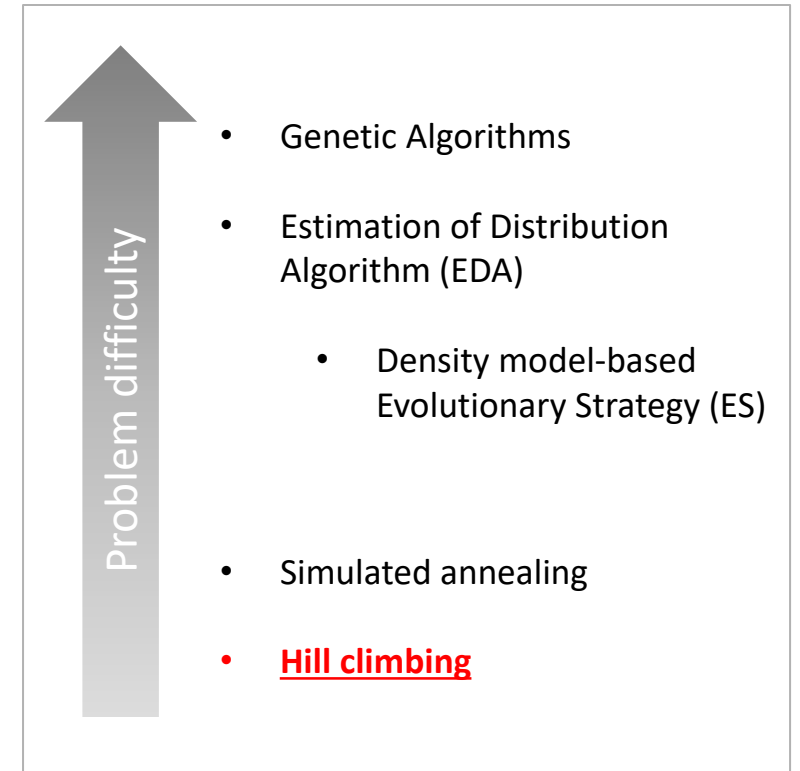 Problem difficulty
• Genetic Algorithms
• Estimation of Distribution
Algorithm (EDA)
• Density model-based
Evolutionary Strategy (ES)
• Simulated annealing
• Hill climbing